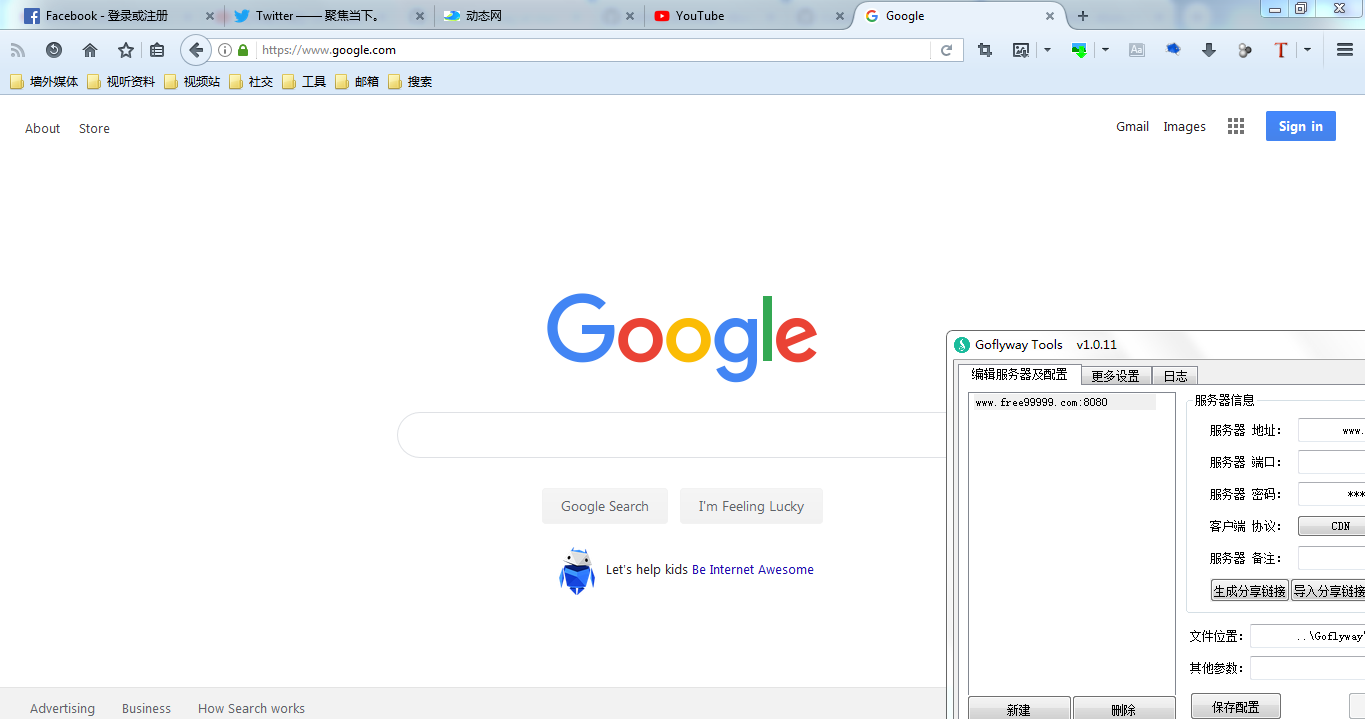 Facebook - 登录或注册
Twitter —— 聚焦当下。
动态网
YouTube
Google
https://www.google.com
墙外媒体 视听资料 视频站 社交 工具 邮箱 搜索
About Store
Gmail Images Sign in
Google
Goflyway Tools v1.0.11
编辑服务器及配置 更多设置 日志
www.free99999.com:8080
服务器信息
服务器 地址: www.
服务器 端口:
服务器 密码: ***
客户端 协议: CDN
服务器 备注:
生成分享链接 导入分享链接
文件位置: ..\Goflyway\
其他参数:
新建 删除 保存配置
Google Search I'm Feeling Lucky
Let's help kids Be Internet Awesome
Advertising Business How Search works